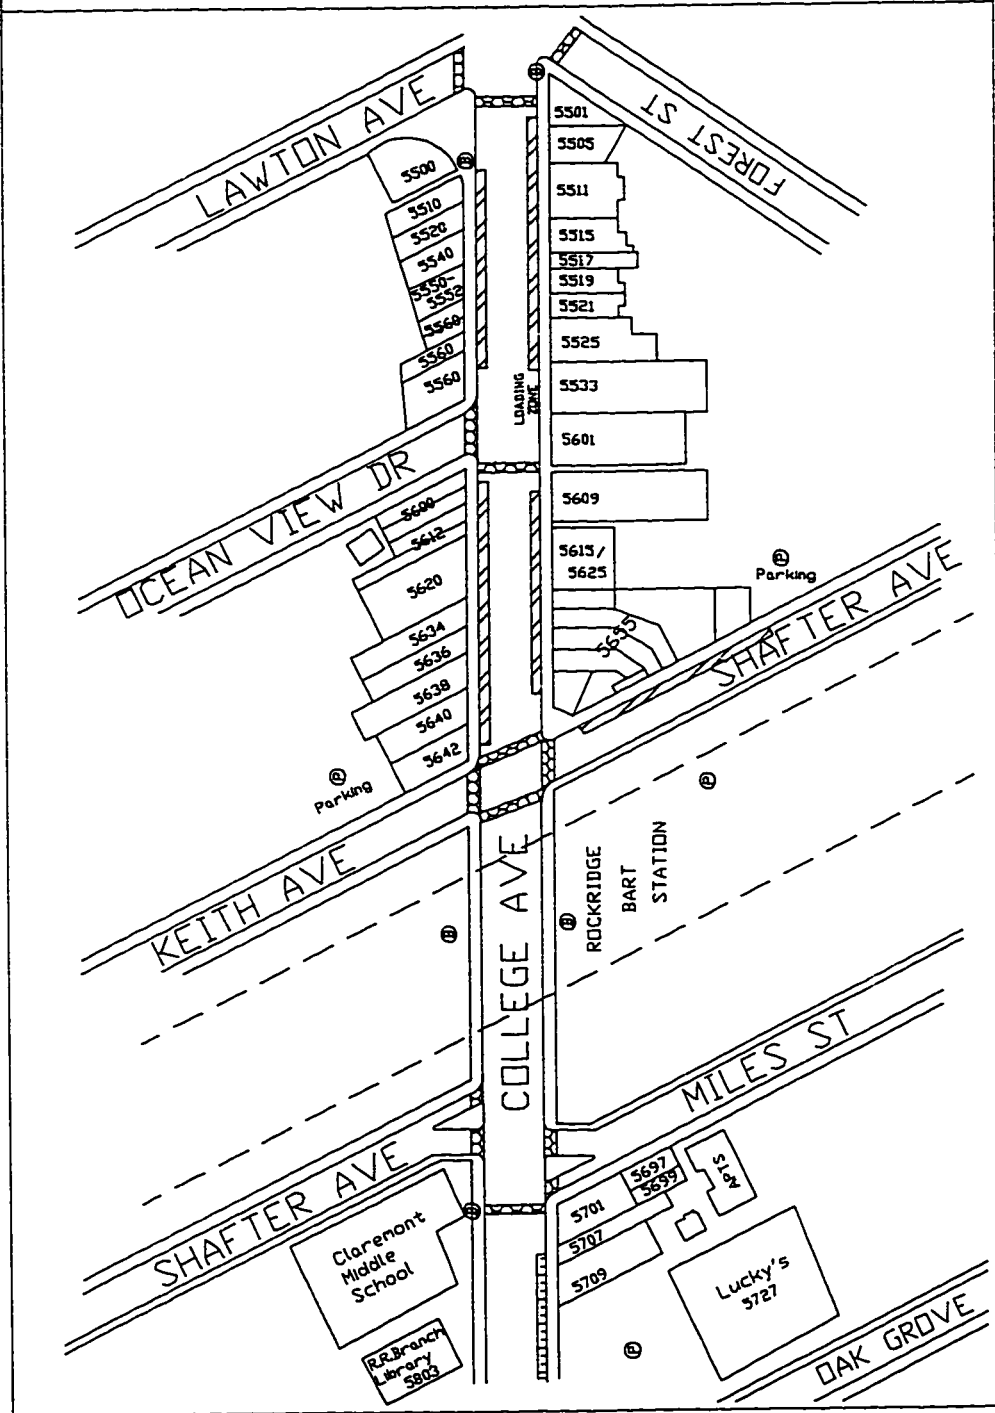 LAWTON AVE
FOREST ST
5500
5510
5520
5540
5550-
5552
5560
5560
5560
5501
5505
5511
5515
5517
5519
5521
5525
5533
5601
LOADING
ZONE
OCEAN VIEW DR
5600
5612
5620
5634
5636
5638
5640
5642
5609
5615/
5625
5655
P
Parking
SHAFTER AVE
P
Parking
KEITH AVE
COLLEGE AVE
P
ROCKRIDGE
BART
STATION
B
B
B
B
B
MILES ST
SHAFTER AVE
Claremont
Middle
School
R.R.Branch
Library
5803
5697
5699
5701
5707
5709
APTS
Lucky's
5727
P
OAK GROVE